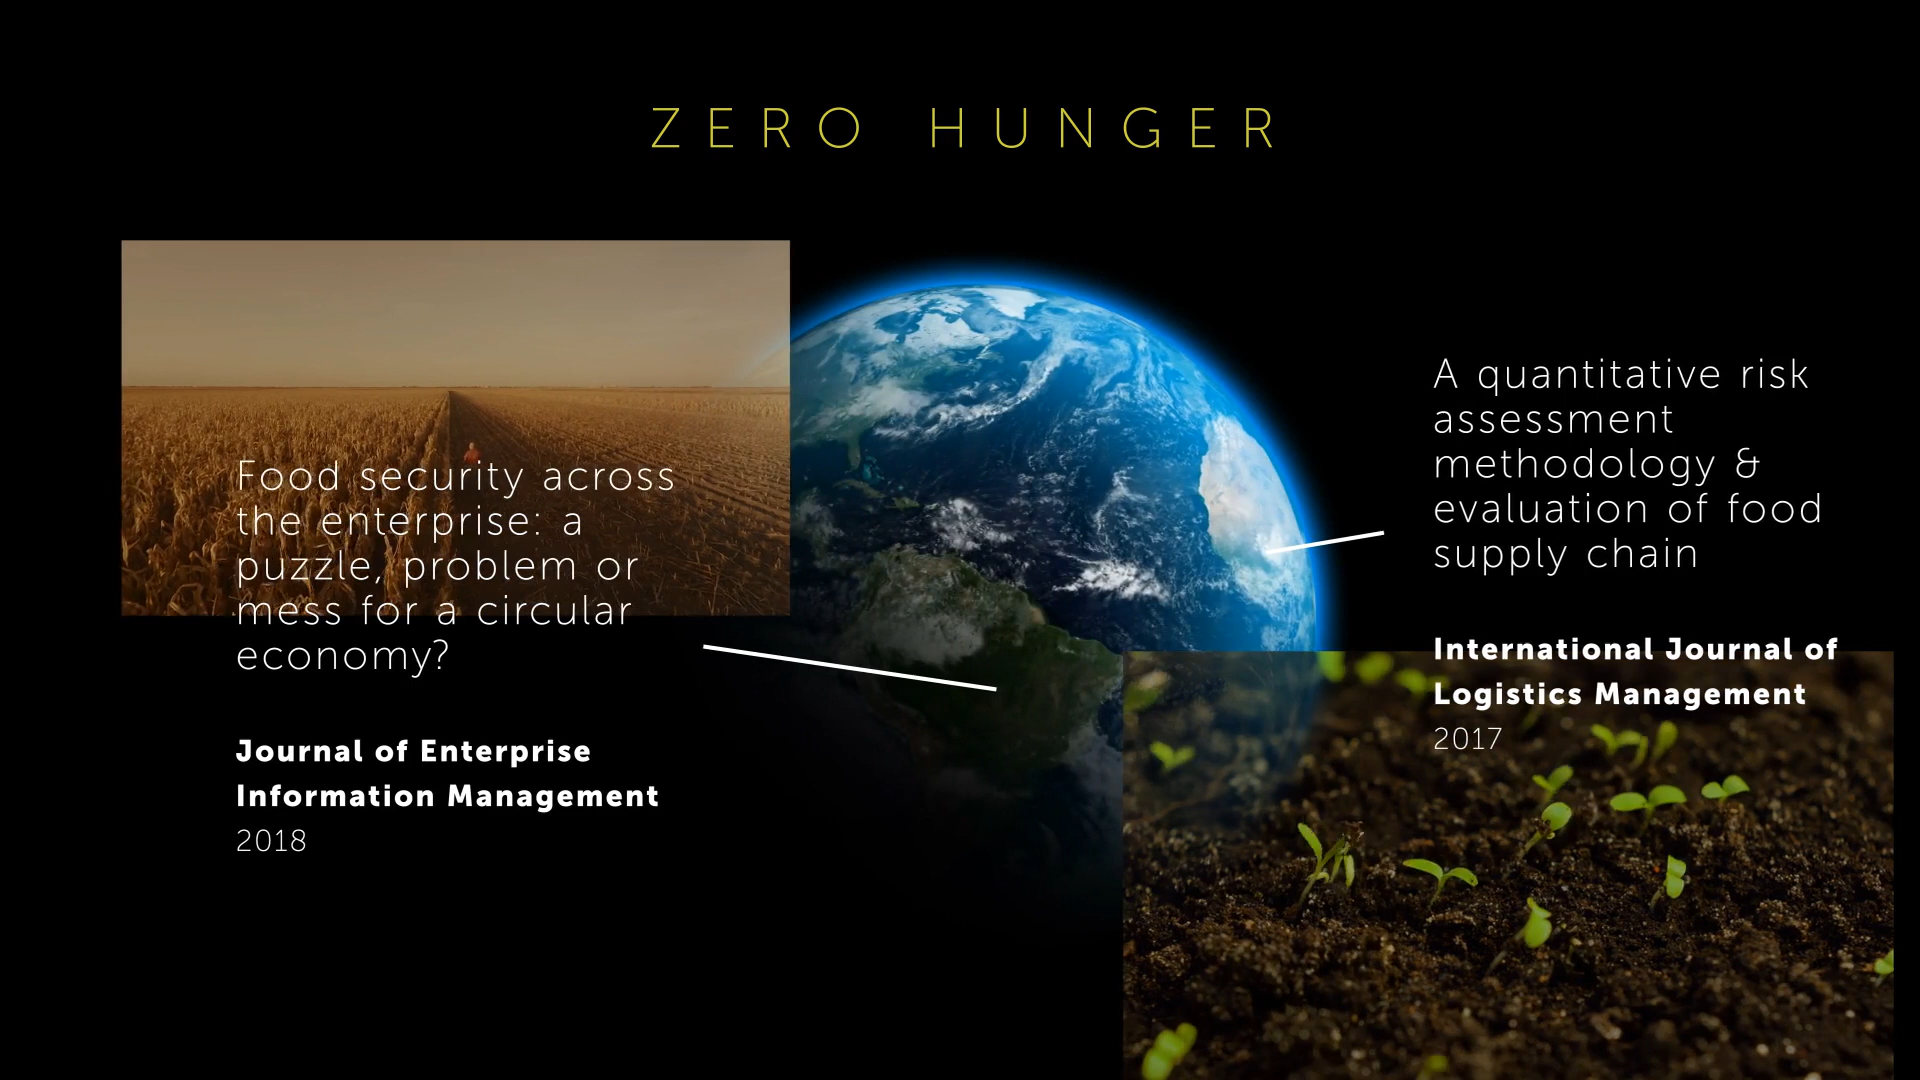 ZERO HUNGER
Food security across
the enterprise: a
puzzle, problem or
mess for a circular
economy?
Journal of Enterprise
Information Management
2018
A quantitative risk
assessment
methodology &
evaluation of food
supply chain
International Journal of
Logistics Management
2017